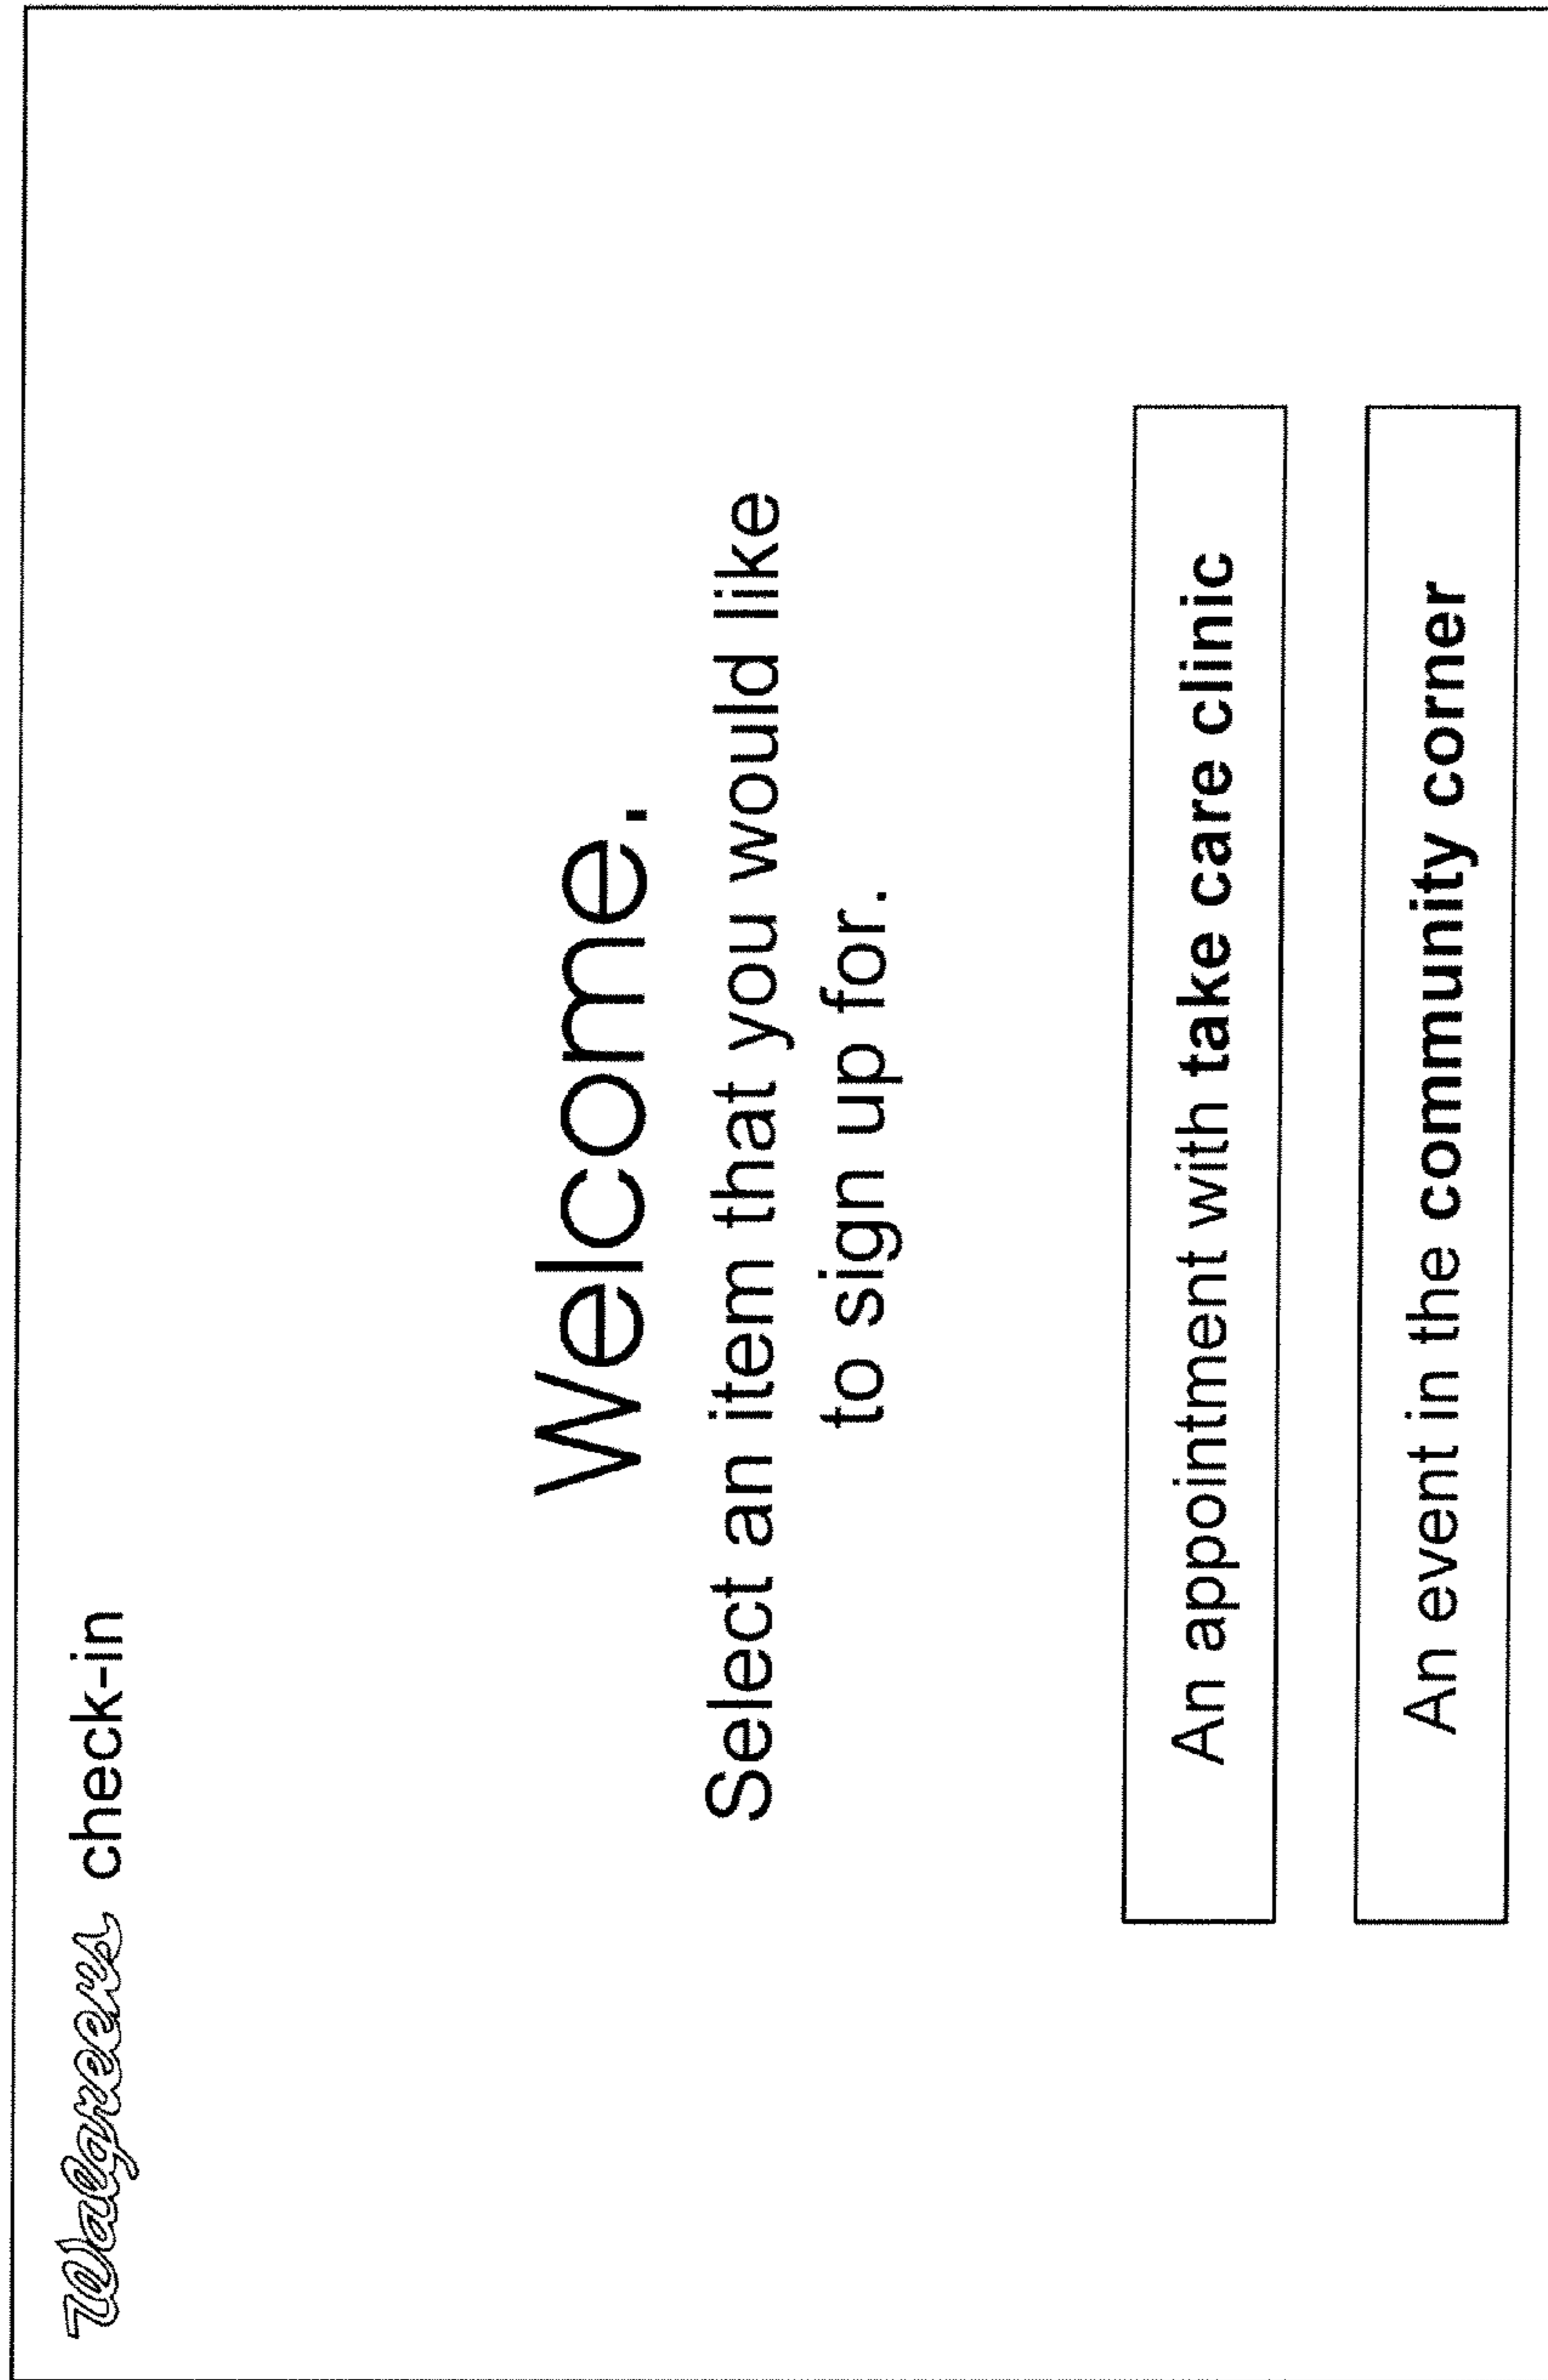 Walgreens check-in
Welcome.
Select an item that you would like
to sign up for.
An appointment with take care clinic
An event in the community corner